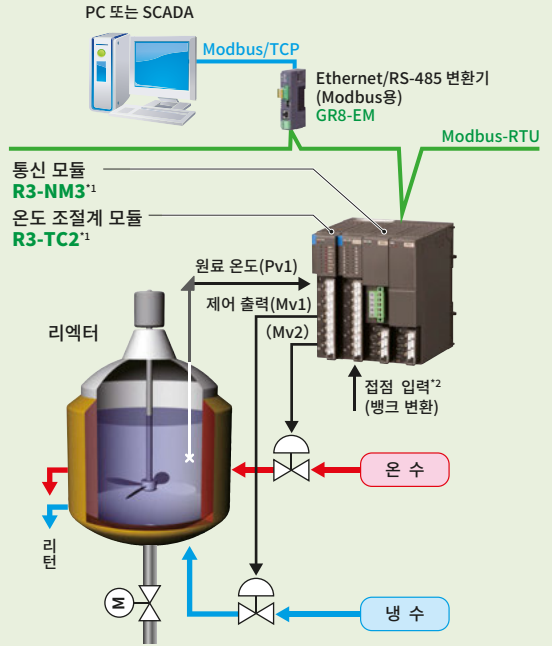 PC 또는 SCADA
Modbus/TCP
Ethernet/RS-485 변환기
(Modbus용)
GR8-EM
Modbus-RTU
통신 모듈
R3-NM3*1
온도 조절계 모듈
R3-TC2*1
원료 온도(Pv1)
제어 출력(Mv1)
(Mv2)
리엑터
접점 입력*2
(뱅크 변환)
온 수
리턴
M
냉 수